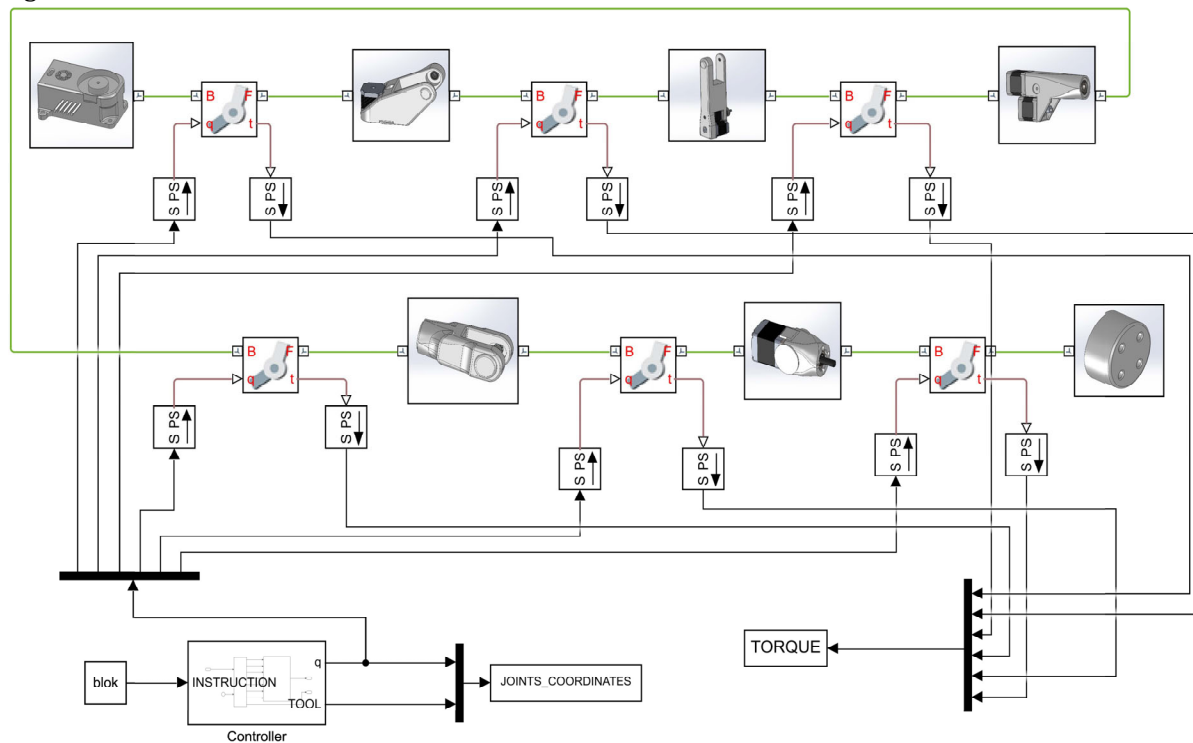 B F B F B F
q t q t q t
S PS S PS S PS S PS S PS S PS
B F B F B F
q t q t q t
S PS S PS S PS S PS S PS S PS
TORQUE
q
blok INSTRUCTION JOINTS_COORDINATES
TOOL
Controller